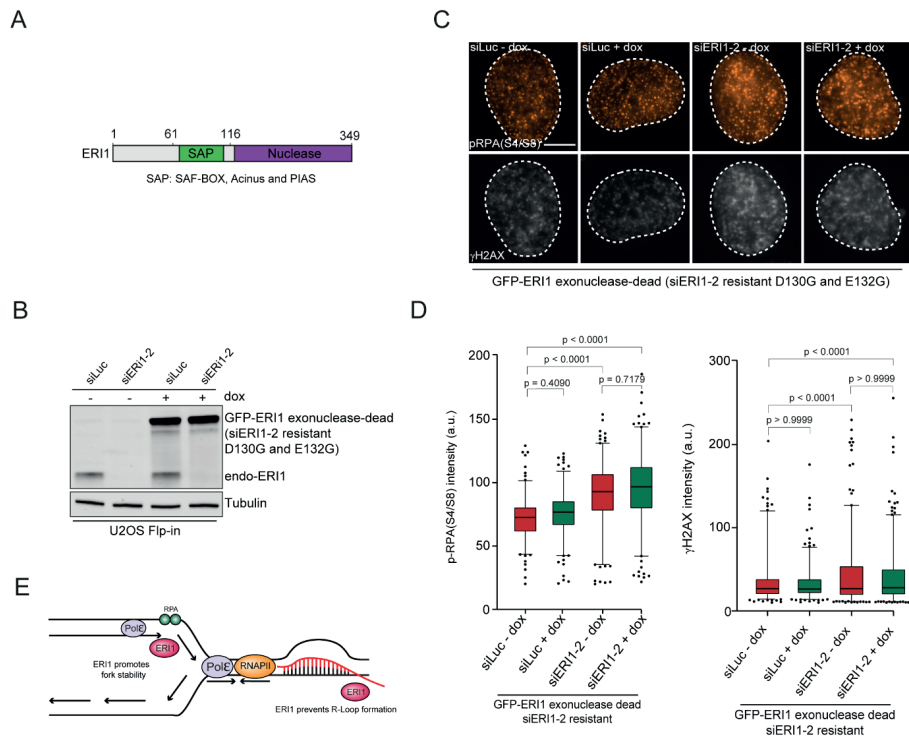 A
1 61 116 349
ERI1 SAP Nuclease
SAP: SAF-BOX, Acinus and PIAS
B
siLuc siERi1-2 siLuc siERi1-2
- - + + dox
GFP-ERI1 exonuclease-dead
(siERI1-2 resistant
D130G and E132G)
endo-ERI1
Tubulin
U2OS Flp-in
C
siLuc - dox siLuc + dox siERI1-2 - dox siERI1-2 + dox
pRPA(S4/S8)
γH2AX
GFP-ERI1 exonuclease-dead (siERI1-2 resistant D130G and E132G)
D
p < 0.0001
p < 0.0001
p = 0.4090 p = 0.7179
200
150
100
50
0
p-RPA(S4/S8) intensity (a.u.)
siLuc - dox siLuc + dox siERI1-2 - dox siERI1-2 + dox
GFP-ERI1 exonuclease dead
siERI1-2 resistant
p < 0.0001
p < 0.0001
p > 0.9999
p > 0.9999
300
200
100
0
γH2AX intensity (a.u.)
siLuc - dox siLuc + dox siERI1-2 - dox siERI1-2 + dox
GFP-ERI1 exonuclease dead
siERI1-2 resistant
E
RPA
Polε
ERI1
ERI1 promotes
fork stability
Polε RNAPII
ERI1
ERI1 prevents R-Loop formation